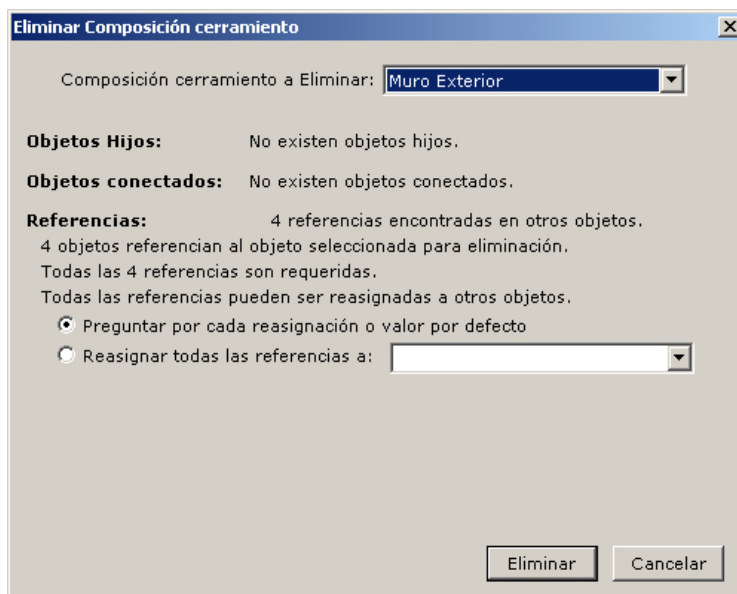 Eliminar Composición cerramiento
Composición cerramiento a Eliminar: Muro Exterior
Objetos Hijos: No existen objetos hijos.
Objetos conectados: No existen objetos conectados.
Referencias: 4 referencias encontradas en otros objetos.
4 objetos referencian al objeto seleccionada para eliminación.
Todas las 4 referencias son requeridas.
Todas las referencias pueden ser reasignadas a otros objetos.
Preguntar por cada reasignación o valor por defecto
Reasignar todas las referencias a:
Eliminar Cancelar